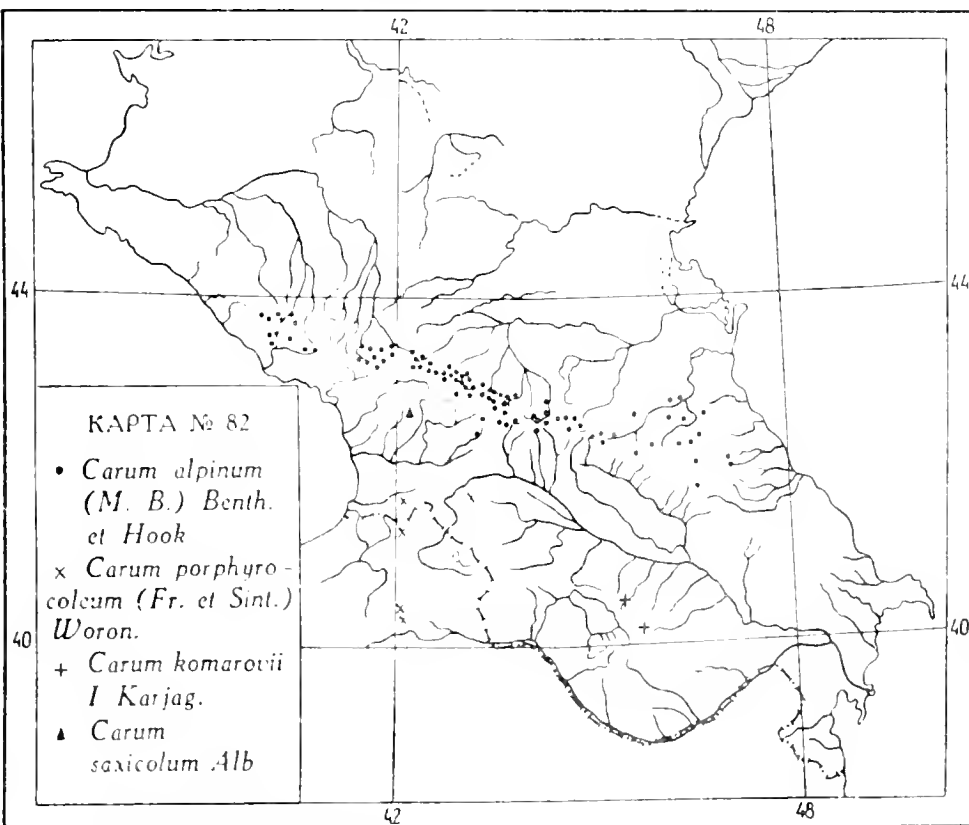 42 48
44 44
КАРТА № 82
• Carum alpinum
(M. B.) Benth.
et Hook
× Carum porphyro-
coleum (Fr. et Sint.)
Woron.
+ Carum komarovii
I Karjag.
▲ Carum
saxicolum Alb
40 40
42 48